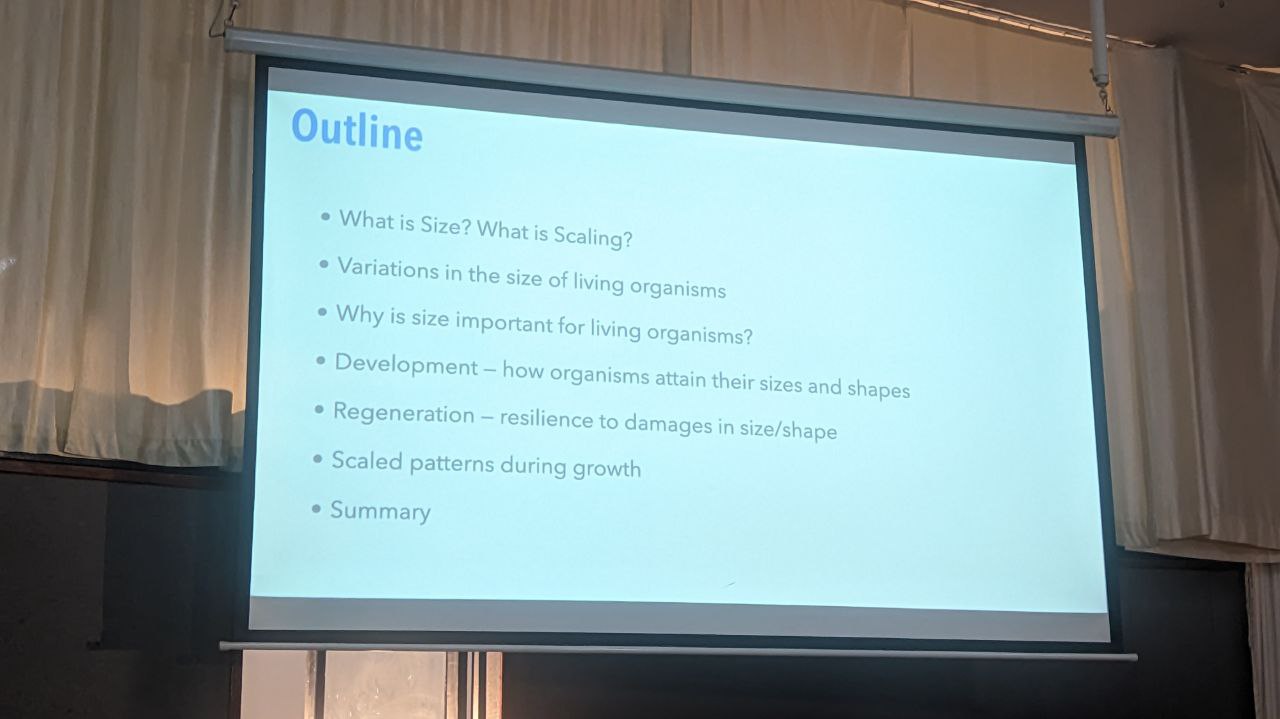 Outline
• What is Size? What is Scaling?
• Variations in the size of living organisms
• Why is size important for living organisms?
• Development – how organisms attain their sizes and shapes
• Regeneration – resilience to damages in size/shape
• Scaled patterns during growth
• Summary